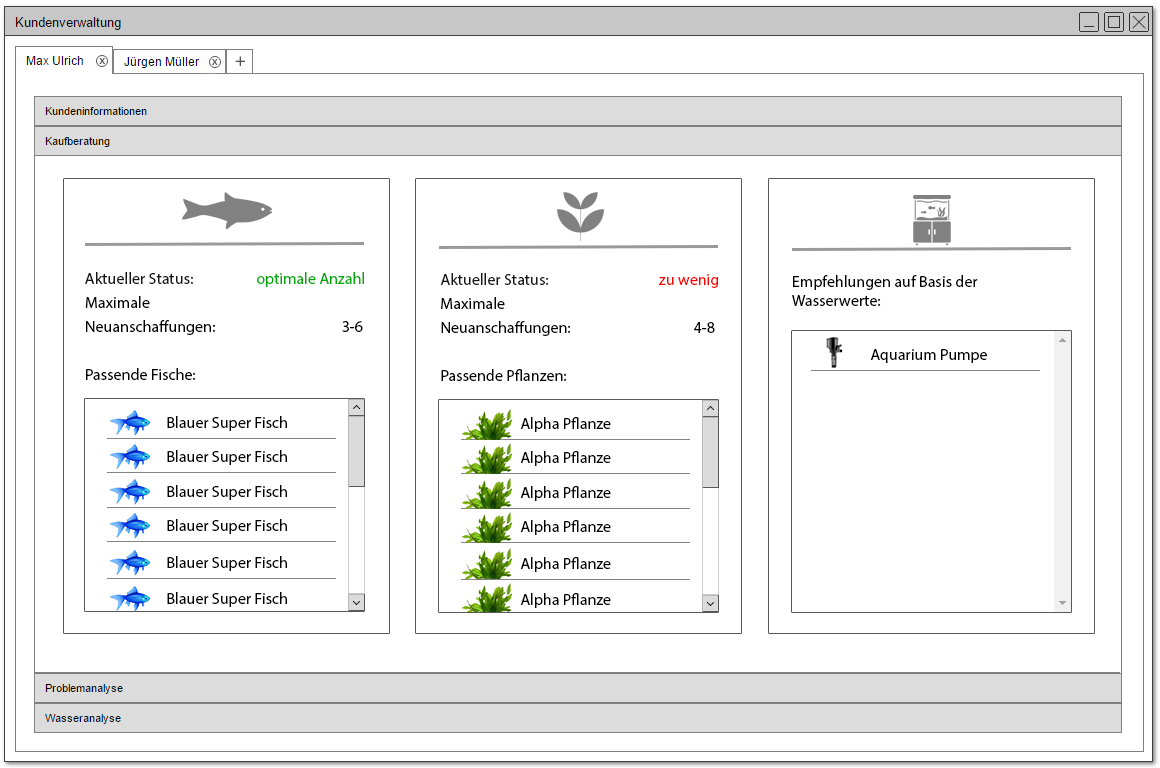 Kundenverwaltung
Max Ulrich
Jürgen Müller
+
Kundeninformationen
Kaufberatung
Aktueller Status: optimale Anzahl
Maximale
Neuanschaffungen: 3-6
Passende Fische:
Blauer Super Fisch
Blauer Super Fisch
Blauer Super Fisch
Blauer Super Fisch
Blauer Super Fisch
Blauer Super Fisch
Aktueller Status: zu wenig
Maximale
Neuanschaffungen: 4-8
Passende Pflanzen:
Alpha Pflanze
Alpha Pflanze
Alpha Pflanze
Alpha Pflanze
Alpha Pflanze
Alpha Pflanze
Empfehlungen auf Basis der
Wasserwerte:
Aquarium Pumpe
Problemanalyse
Wasseranalyse